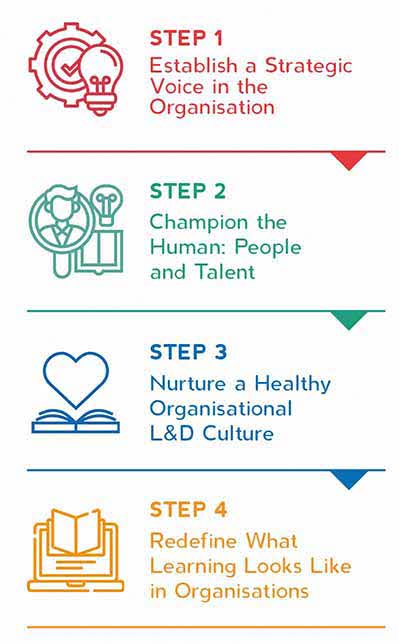 STEP 1
Establish a Strategic
Voice in the
Organisation
STEP 2
Champion the
Human: People
and Talent
STEP 3
Nurture a Healthy
Organisational
L&D Culture
STEP 4
Redefine What
Learning Looks Like
in Organisations